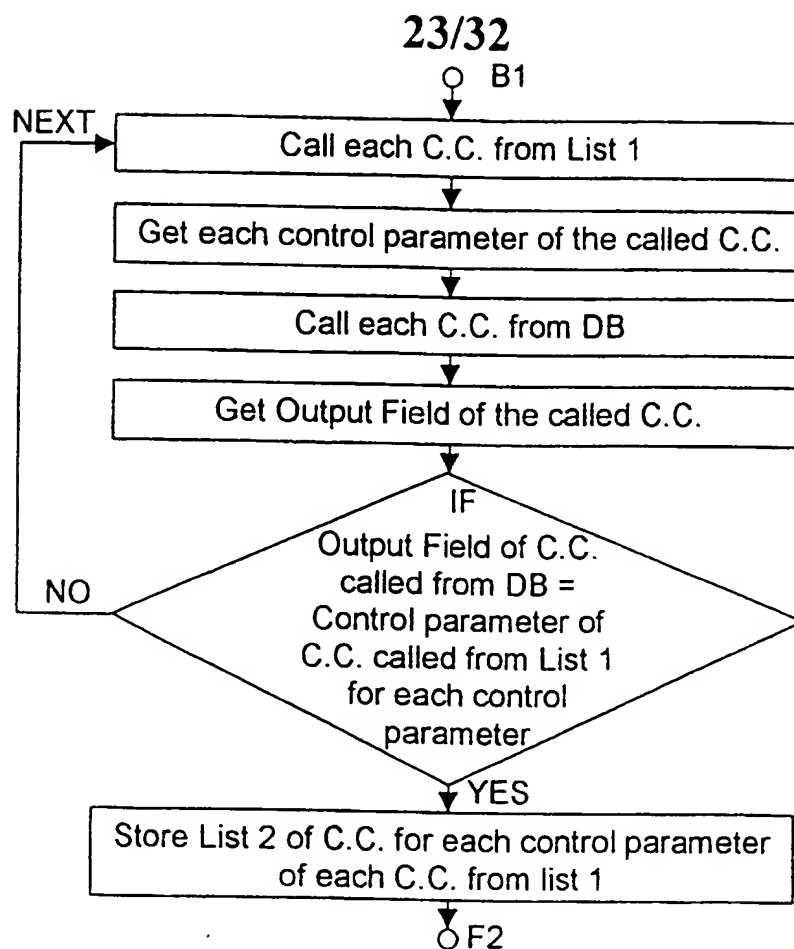 23/32
B1
NEXT
Call each C.C. from List 1
Get each control parameter of the called C.C.
Call each C.C. from DB
Get Output Field of the called C.C.
IF
Output Field of C.C.
called from DB =
Control parameter of
C.C. called from List 1
for each control
parameter
NO
YES
Store List 2 of C.C. for each control parameter
of each C.C. from list 1
F2